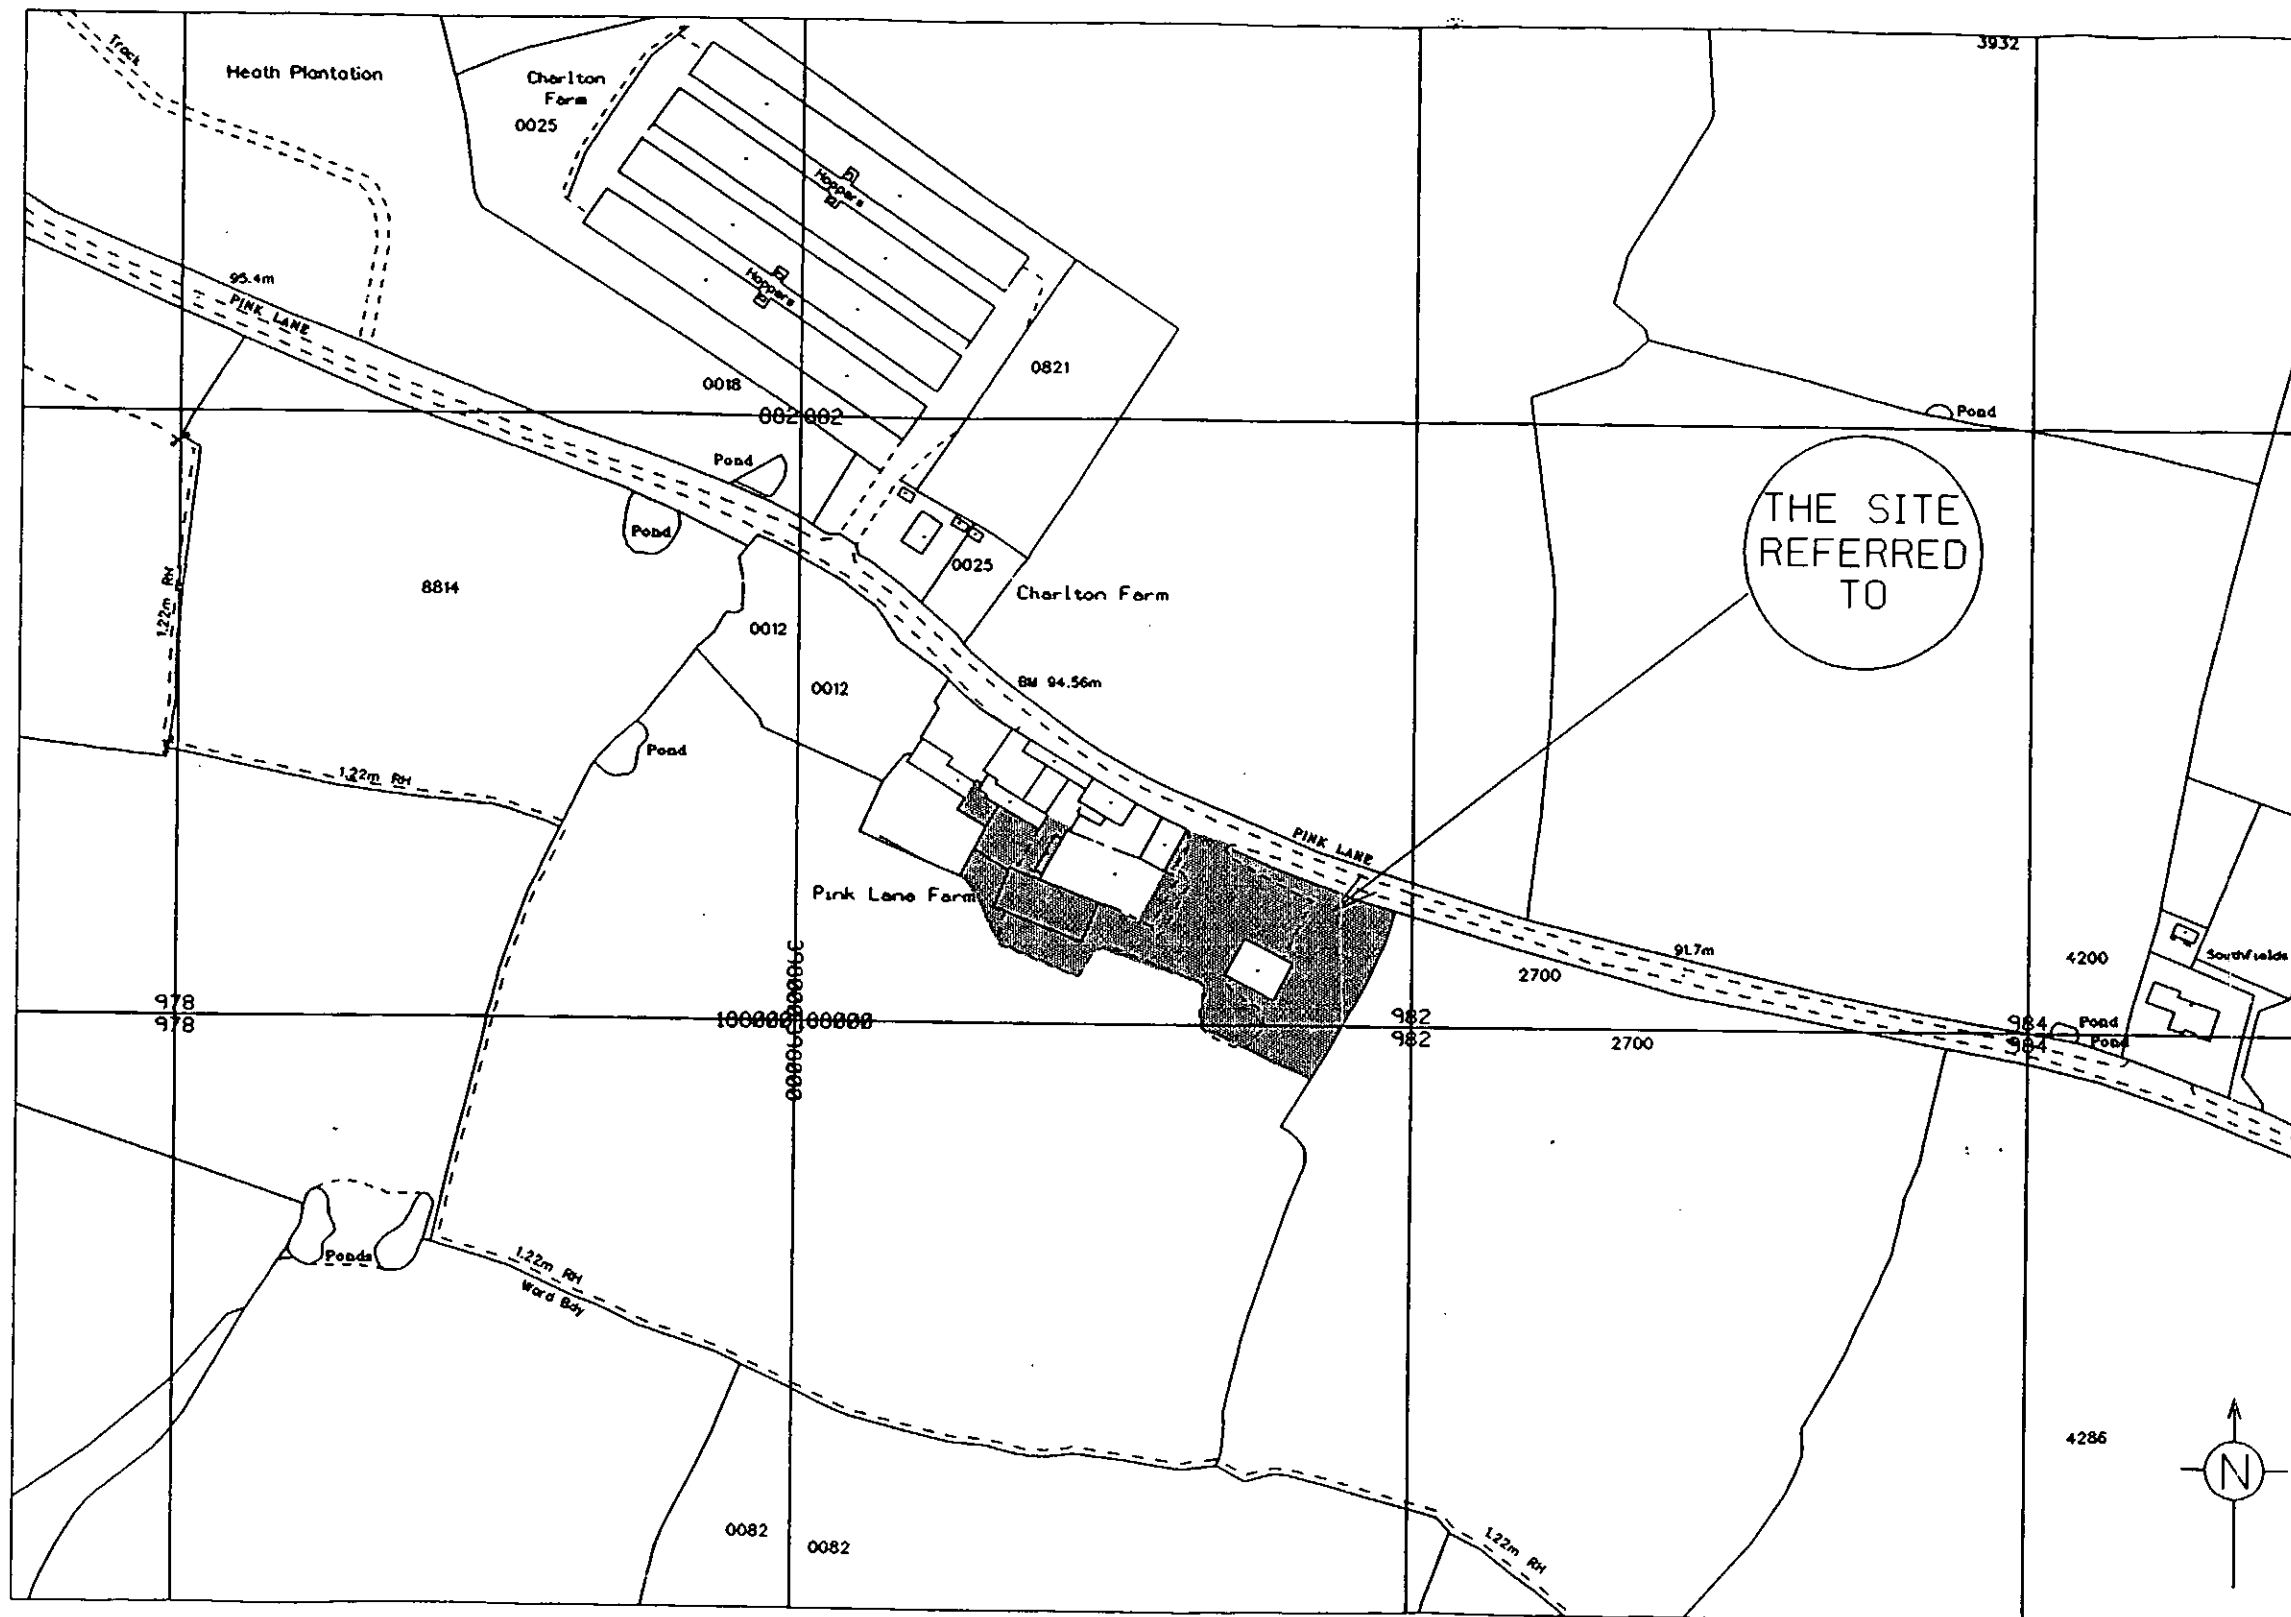 3932
Track
Heath Plantation
Charlton
Farm
0025
Hoppers
Hoppers
95.4m
PINK LANE
0821
0018
002 002
Pond
Pond
Pond
THE SITE
REFERRED
TO
1.22m RH
8814
0025
Charlton Farm
0012
0012
BM 94.56m
Pond
1.22m RH
PINK LANE
Pink Lane Farm
91.7m
2700
4200
Southfields
978
978
982
982
2700
984
984
Pond
Pond
Ponds
1.22m RH
Ward Bdy
4286
N
0082
0082
1.22m RH